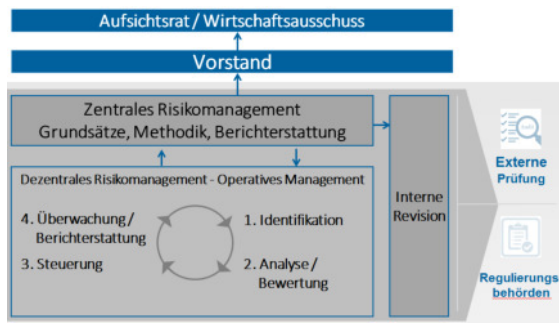 Aufsichtsrat / Wirtschaftsausschuss
Vorstand
Zentrales Risikomanagement
Grundsätze, Methodik, Berichterstattung
Dezentrales Risikomanagement - Operatives Management
4. Überwachung/
Berichterstattung
1. Identifikation
3. Steuerung
2. Analyse/
Bewertung
Interne
Revision
Externe
Prüfung
Regulierungs
behörden